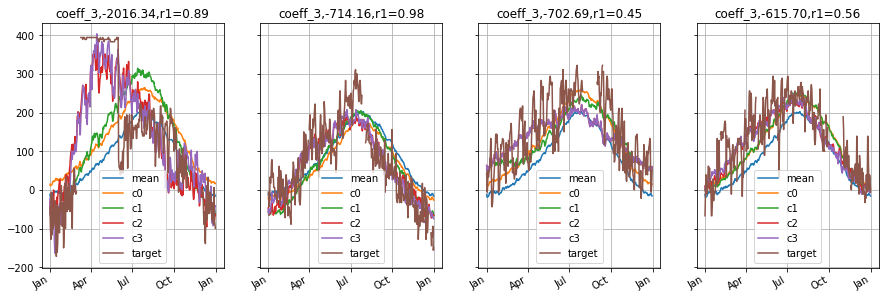 coeff_3,-2016.34,r1=0.89
coeff_3,-714.16,r1=0.98
coeff_3,-702.69,r1=0.45
coeff_3,-615.70,r1=0.56
400
300
200
100
0
−100
−200
mean
c0
c1
c2
c3
target
mean
c0
c1
c2
c3
target
mean
c0
c1
c2
c3
target
mean
c0
c1
c2
c3
target
Jan
Apr
Jul
Oct
Jan
Jan
Apr
Jul
Oct
Jan
Jan
Apr
Jul
Oct
Jan
Jan
Apr
Jul
Oct
Jan